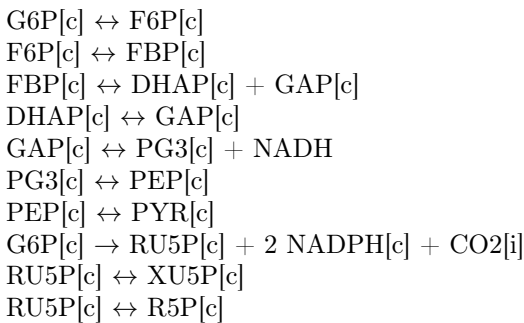 G6P[c] ↔ F6P[c]
F6P[c] ↔ FBP[c]
FBP[c] ↔ DHAP[c] + GAP[c]
DHAP[c] ↔ GAP[c]
GAP[c] ↔ PG3[c] + NADH
PG3[c] ↔ PEP[c]
PEP[c] ↔ PYR[c]
G6P[c] → RU5P[c] + 2 NADPH[c] + CO2[i]
RU5P[c] ↔ XU5P[c]
RU5P[c] ↔ R5P[c]